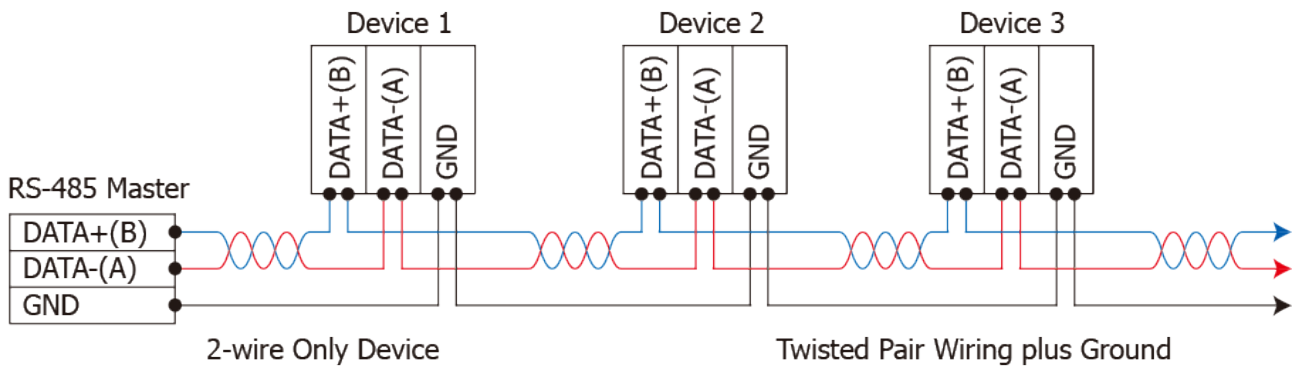 Device 1
Device 2
Device 3
DATA+(B)
DATA-(A)
GND
DATA+(B)
DATA-(A)
GND
DATA+(B)
DATA-(A)
GND
RS-485 Master
DATA+(B)
DATA-(A)
GND
2-wire Only Device
Twisted Pair Wiring plus Ground